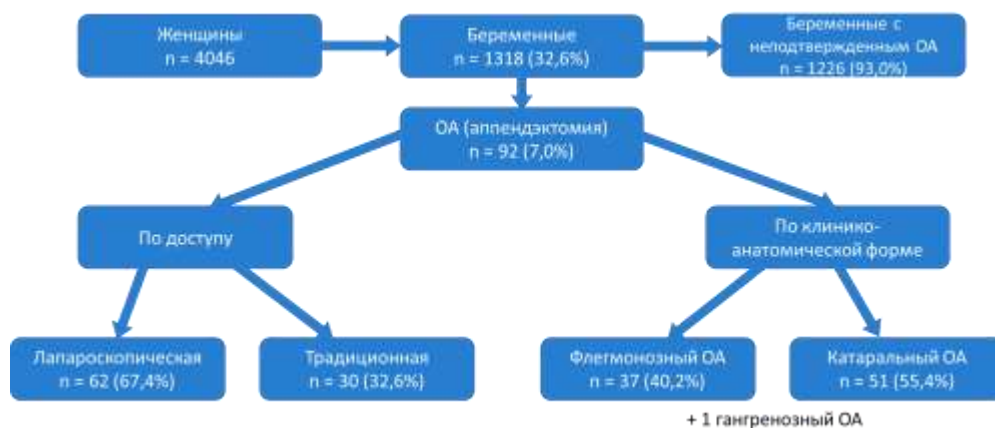 Женщины
n = 4046
Беременные
n = 1318 (32,6%)
Беременные с
неподтвержденным ОА
n = 1226 (93,0%)
ОА (аппендэктомия)
n = 92 (7,0%)
По доступу
По клинико-
анатомической форме
Лапароскопическая
n = 62 (67,4%)
Традиционная
n = 30 (32,6%)
Флегмонозный ОА
n = 37 (40,2%)
Катаральный ОА
n = 51 (55,4%)
+ 1 гангренозный ОА